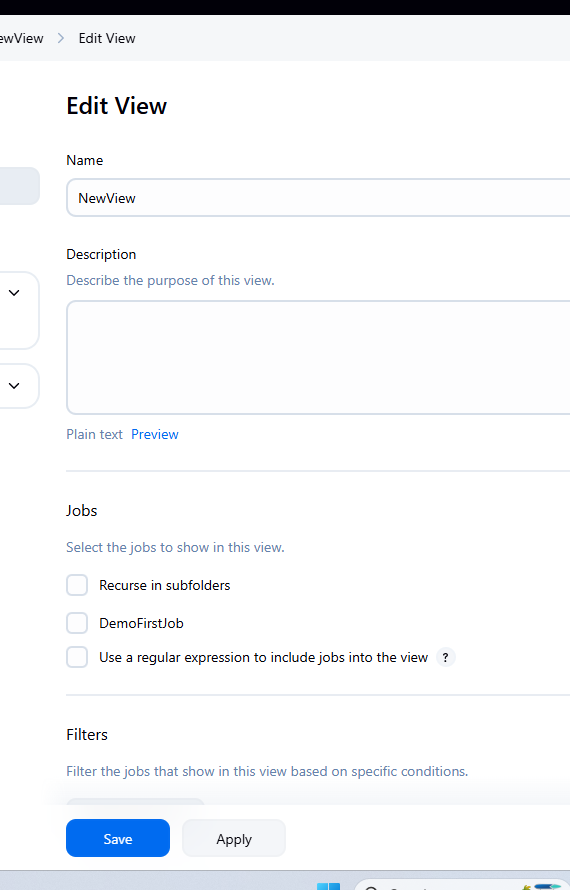 ewView > Edit View
Edit View
Name
NewView
Description
Describe the purpose of this view.
Plain text Preview
Jobs
Select the jobs to show in this view.
Recurse in subfolders
DemoFirstJob
Use a regular expression to include jobs into the view ?
Filters
Filter the jobs that show in this view based on specific conditions.
Save Apply